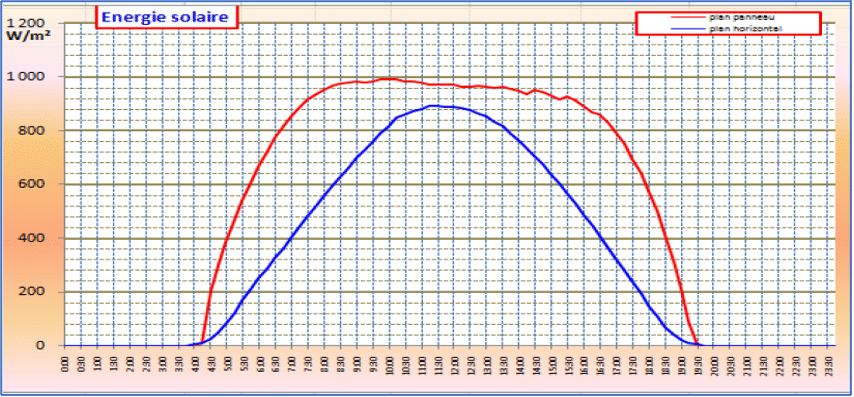 Energie solaire
plan panneau
plan horizontal
1 200
W/m²
1 000
800
600
400
200
0
0:00 0:30 1:00 1:30 2:00 2:30 3:00 3:30 4:00 4:30 5:00 5:30 6:00 6:30 7:00 7:30 8:00 8:30 9:00 9:30 10:00 10:30 11:00 11:30 12:00 12:30 13:00 13:30 14:00 14:30 15:00 15:30 16:00 16:30 17:00 17:30 18:00 18:30 19:00 19:30 20:00 20:30 21:00 21:30 22:00 22:30 23:00 23:30